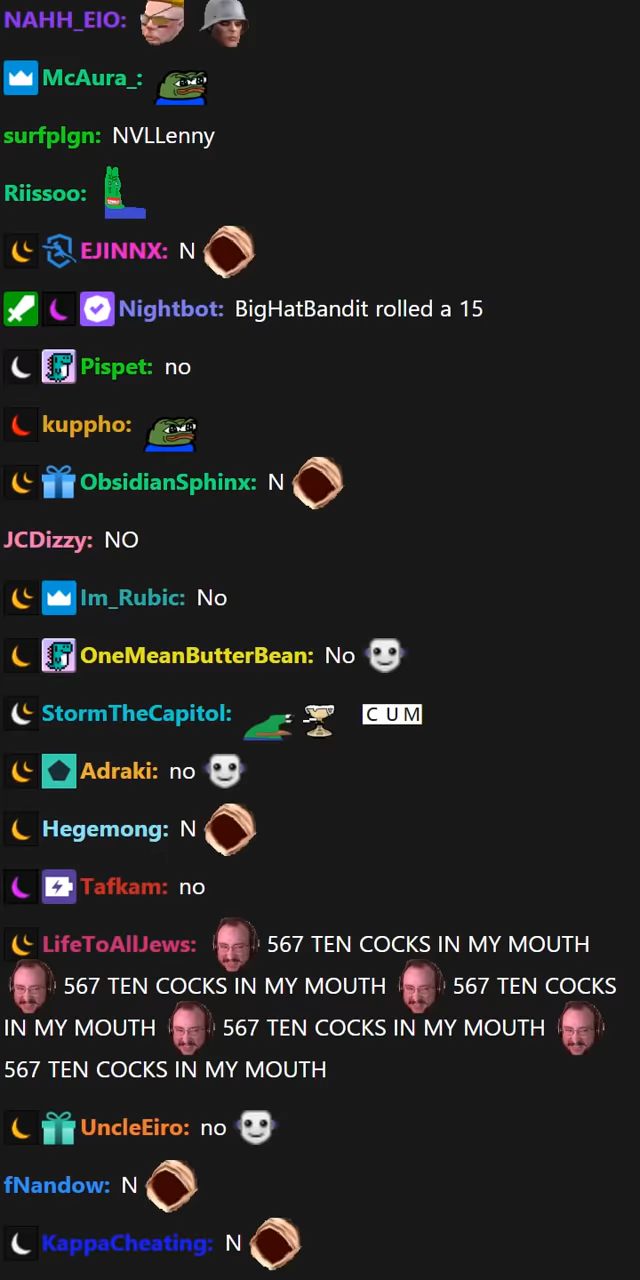 NAHH_EIO:
McAura_:
surfplgn: NVLLenny
Riissoo:
EJINNX: N
Nightbot: BigHatBandit rolled a 15
Pispet: no
kuppho:
ObsidianSphinx: N
JCDizzy: NO
Im_Rubic: No
OneMeanButterBean: No
StormTheCapitol: CUM
Adraki: no
Hegemong: N
Tafkam: no
LifeToAllJews: 567 TEN COCKS IN MY MOUTH
567 TEN COCKS IN MY MOUTH 567 TEN COCKS
IN MY MOUTH 567 TEN COCKS IN MY MOUTH
567 TEN COCKS IN MY MOUTH
UncleEiro: no
fNandow: N
KappaCheating: N